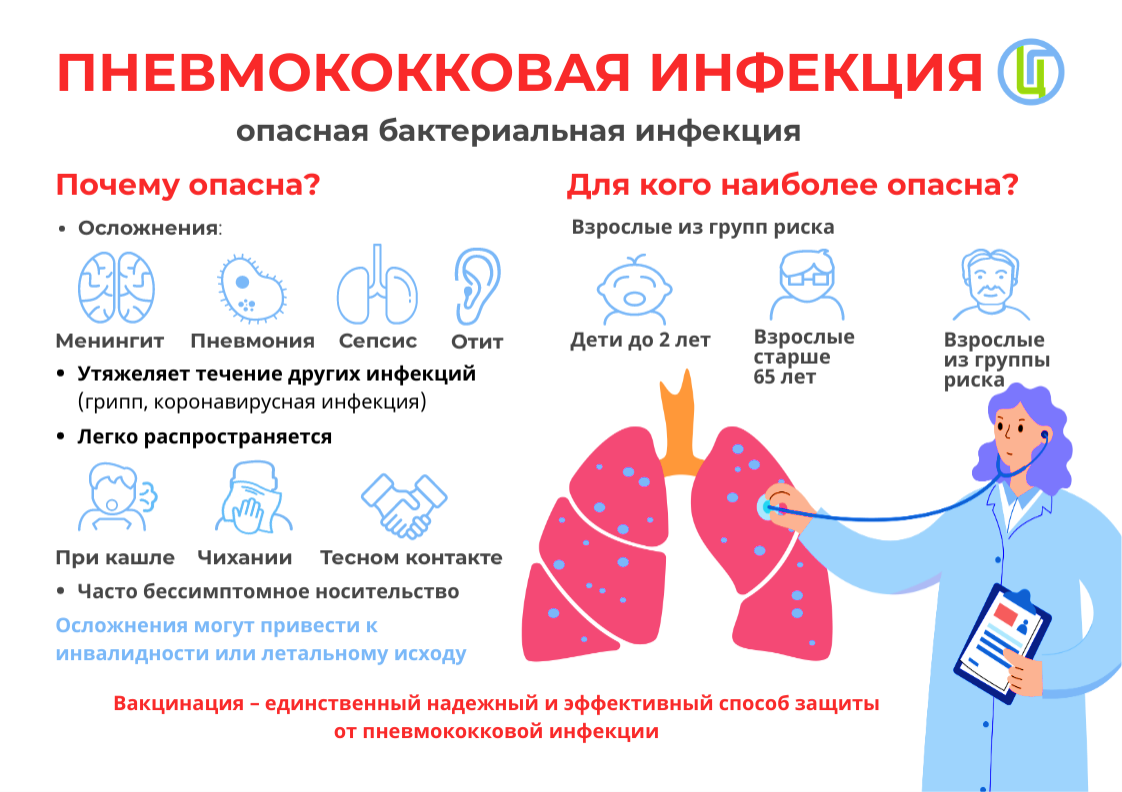 ПНЕВМОКОККОВАЯ ИНФЕКЦИЯ
опасная бактериальная инфекция
Почему опасна?
• Осложнения:
Менингит Пневмония Сепсис Отит
• Утяжеляет течение других инфекций
(грипп, коронавирусная инфекция)
• Легко распространяется
При кашле Чихании Тесном контакте
• Часто бессимптомное носительство
Осложнения могут привести к
инвалидности или летальному исходу
Для кого наиболее опасна?
Взрослые из групп риска
Дети до 2 лет
Взрослые
старше
65 лет
Взрослые
из группы
риска
Вакцинация – единственный надежный и эффективный способ защиты
от пневмококковой инфекции